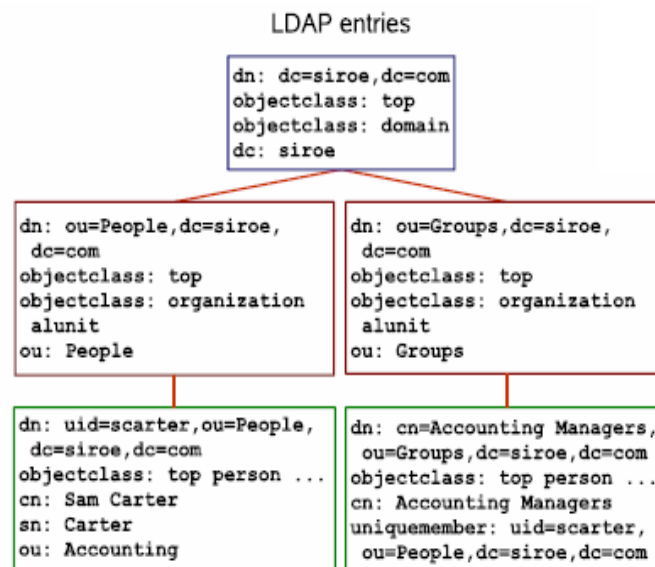 LDAP entries
dn: dc=siroe,dc=com
objectclass: top
objectclass: domain
dc: siroe
dn: ou=People,dc=siroe,
dc=com
objectclass: top
objectclass: organization
alunit
ou: People
dn: ou=Groups,dc=siroe,
dc=com
objectclass: top
objectclass: organization
alunit
ou: Groups
dn: uid=scarter,ou=People,
dc=siroe,dc=com
objectclass: top person ...
cn: Sam Carter
sn: Carter
ou: Accounting
dn: cn=Accounting Managers,
ou=Groups,dc=siroe,dc=com
objectclass: top person ...
cn: Accounting Managers
uniquemember: uid=scarter,
ou=People,dc=siroe,dc=com